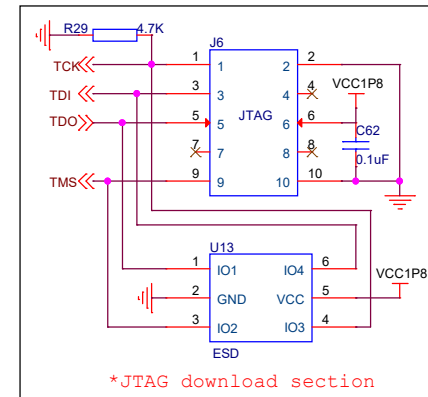 R29 4.7K
J6
TCK 1 1 2 2
TDI 3 3 4 4 VCC1P8
TDO 5 5 JTAG 6 6
C62
7 7 8 8
0.1uF
TMS 9 9 10 10
U13
1 IO1 IO4 6
VCC1P8
2 GND VCC 5
3 IO2 IO3 4
ESD
*JTAG download section